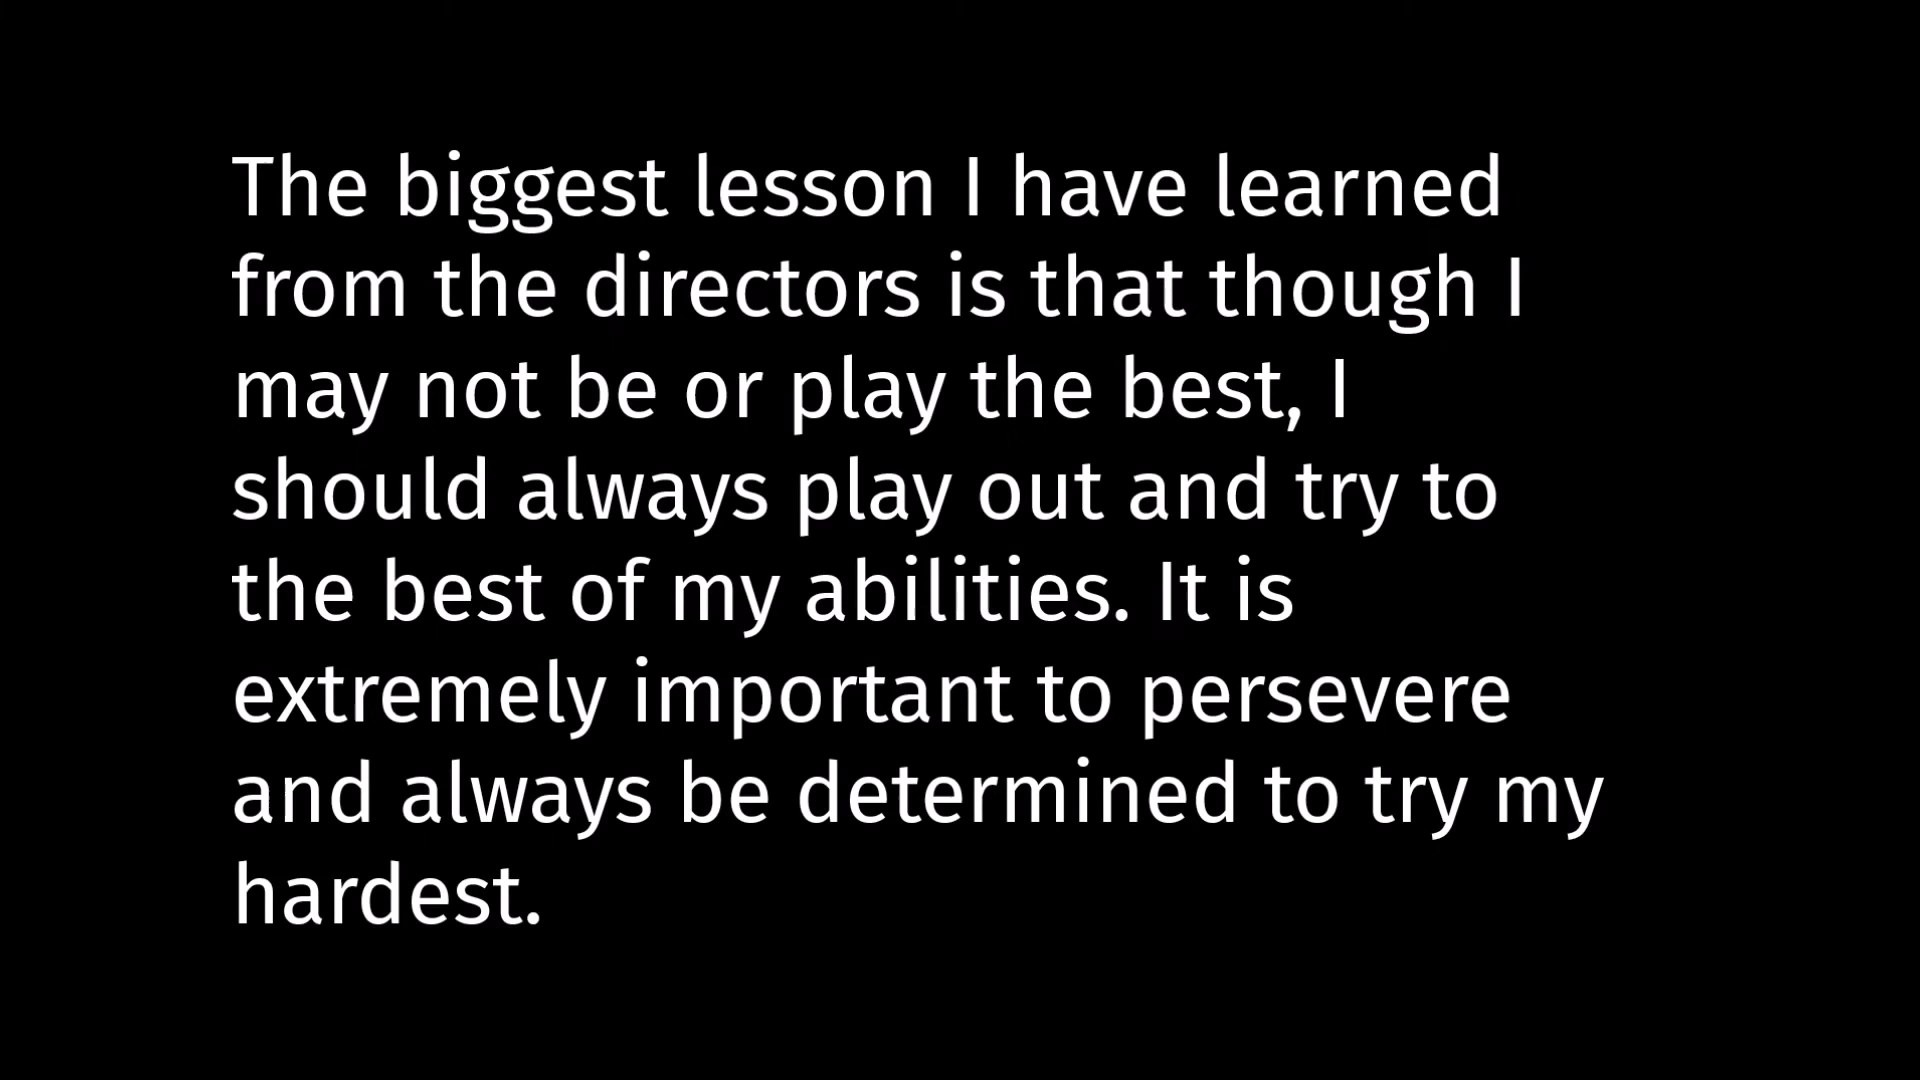 The biggest lesson I have learned
from the directors is that though I
may not be or play the best, I
should always play out and try to
the best of my abilities. It is
extremely important to persevere
and always be determined to try my
hardest.